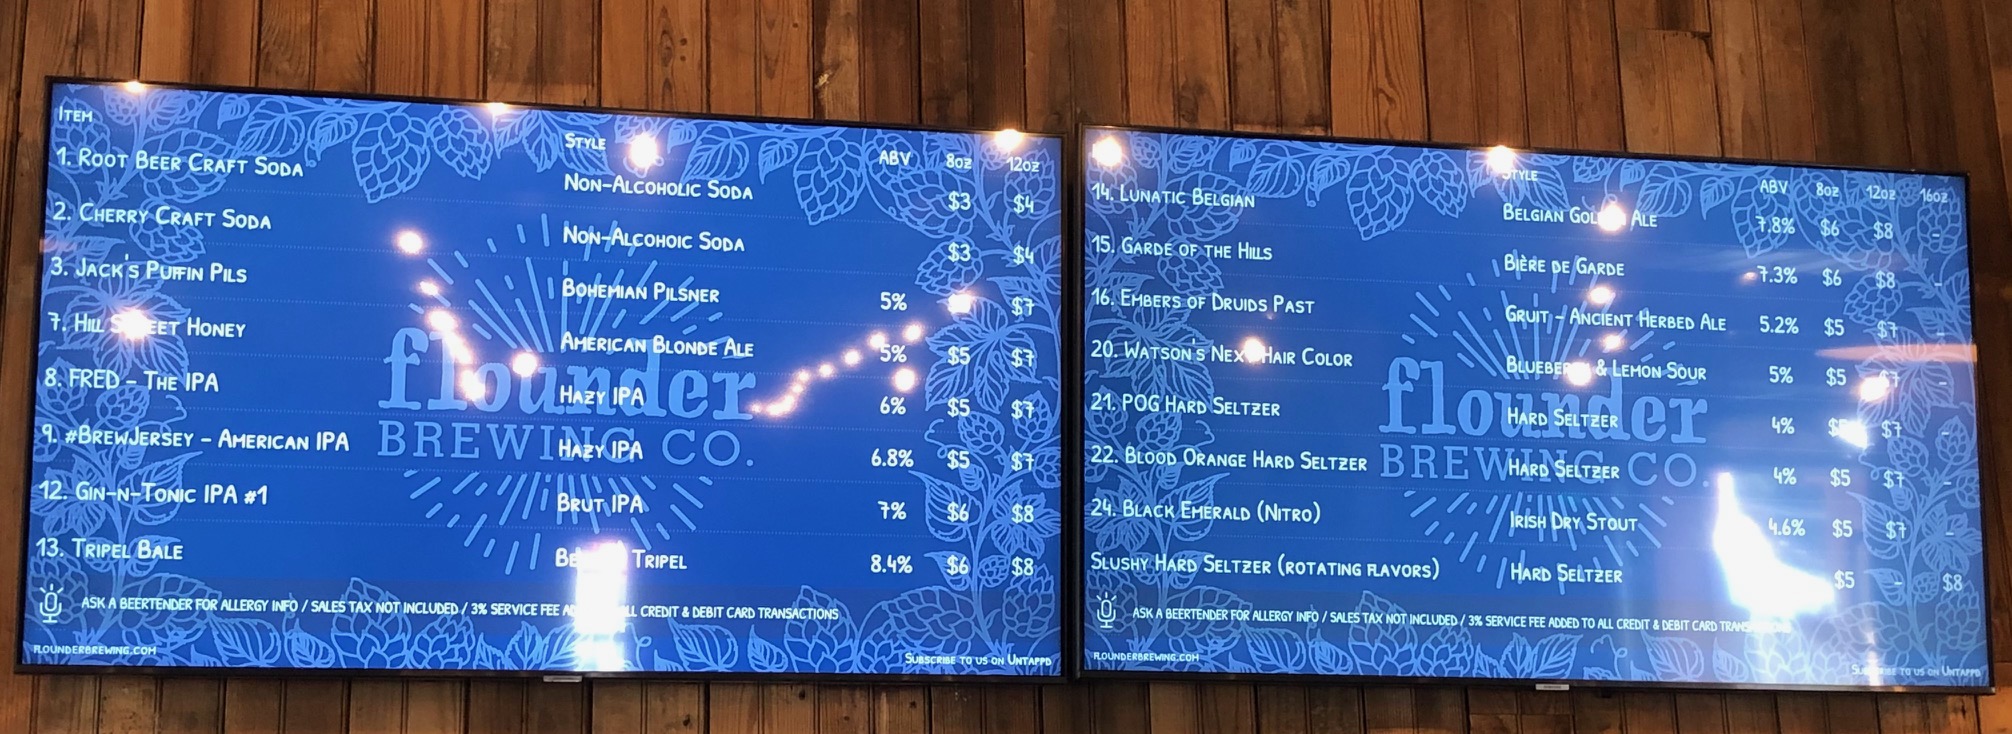 Item Style ABV 8oz 12oz
1. Root Beer Craft Soda Non-Alcoholic Soda $3 $4
2. Cherry Craft Soda Non-Alcohoic Soda $3 $4
3. Jack's Puffin Pils Bohemian Pilsner 5% $7
7. Hill Honey American Blonde Ale 5% $5 $7
8. FRED - The IPA Hazy IPA 6% $5 $7
9. #BrewJersey - American IPA Hazy IPA 6.8% $5 $7
12. Gin-n-Tonic IPA #1 Brut IPA 7% $6 $8
13. Tripel Bale Tripel 8.4% $6 $8
flounder
BREWING CO.
Ask a beertender for allergy info / Sales tax not included / 3% service fee credit & debit card transactions
flounderbrewing.com Subscribe to us on Untappd
Style ABV 8oz 12oz 16oz
14. Lunatic Belgian Belgian Ale 7.8% $6 $8 -
15. Garde of the Hills Bière de Garde 7.3% $6 $8 -
16. Embers of Druids Past Gruit - Ancient Herbed Ale 5.2% $5 $7 -
20. Watson's Next Hair Color Blueberry & Lemon Sour 5% $5 $7 -
21. POG Hard Seltzer Hard Seltzer 4% $7 -
22. Blood Orange Hard Seltzer Hard Seltzer 4% $5 $7 -
24. Black Emerald (Nitro) Irish Dry Stout 4.6% $5 $7 -
Slushy Hard Seltzer (rotating flavors) Hard Seltzer $5 - $8
flounder
BREWING CO.
Ask a beertender for allergy info / Sales tax not included / 3% service fee added to all credit & debit card
flounderbrewing.com Subscribe to us on Untappd